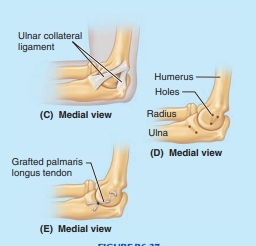 Ulnar collateral
ligament
(C) Medial view
Humerus
Holes
Radius
Ulna
(D) Medial view
Grafted palmaris
longus tendon
(E) Medial view